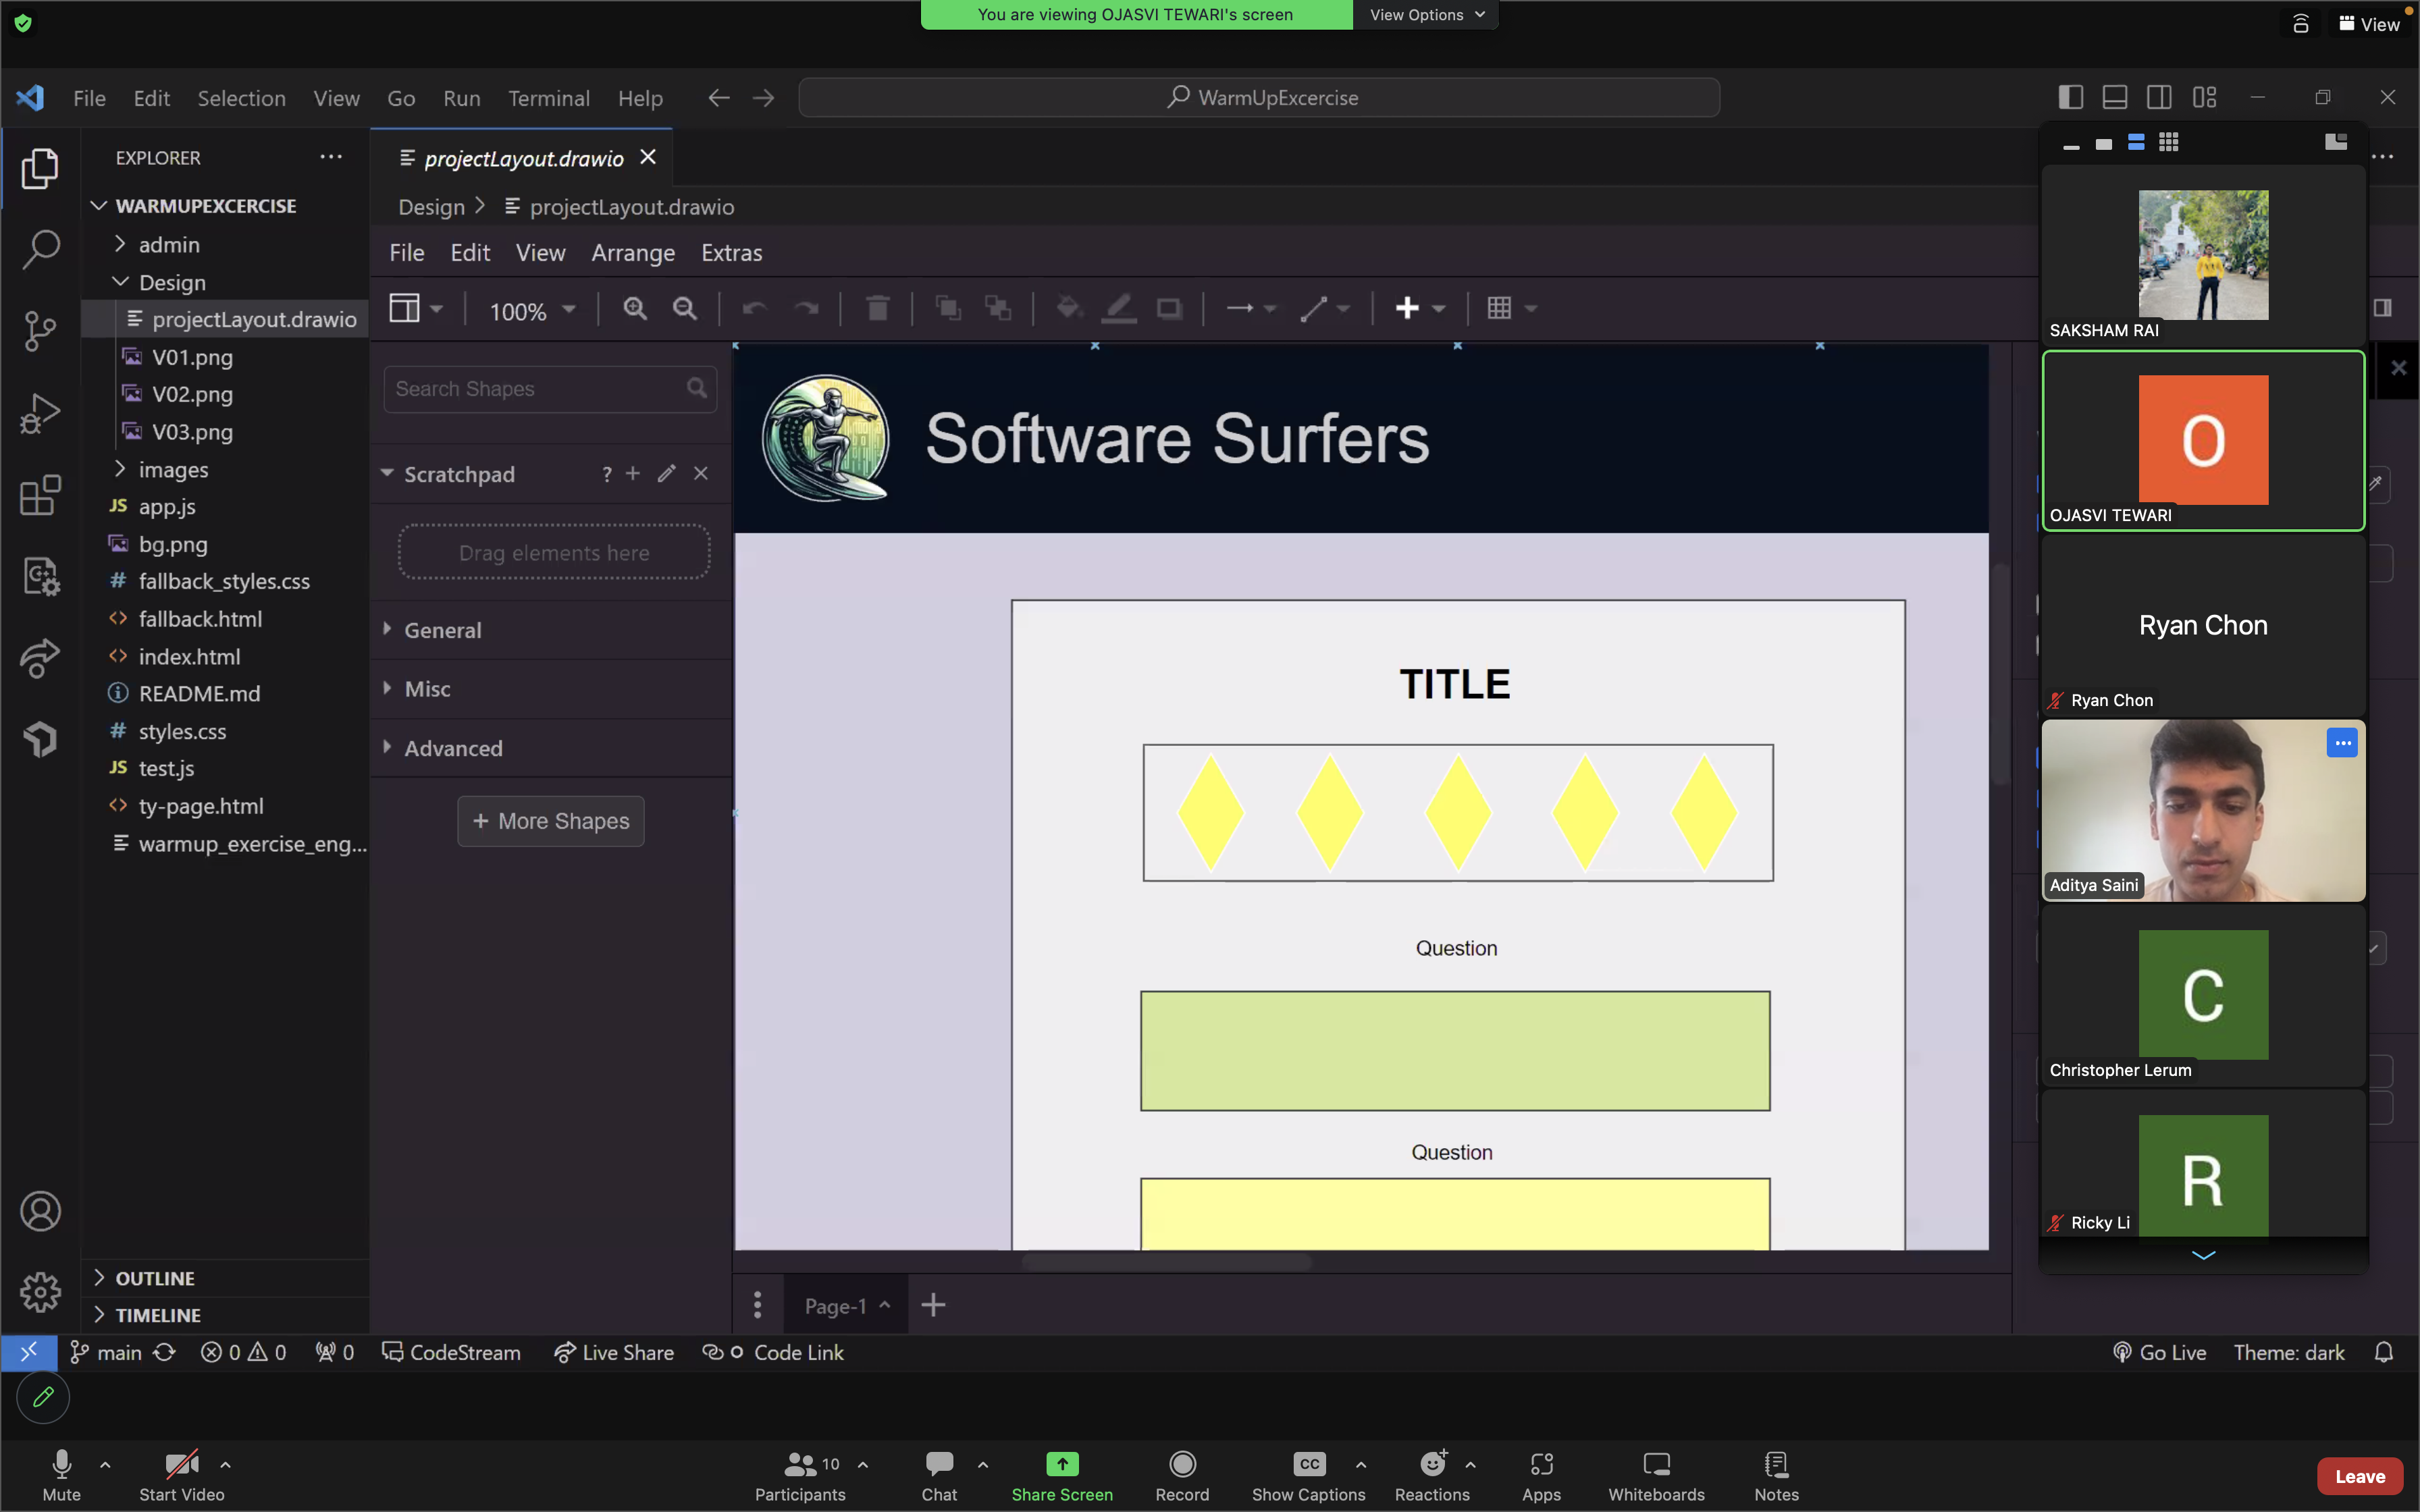 You are viewing OJASVI TEWARI's screen
View Options
View
File Edit Selection View Go Run Terminal Help
WarmUpExcercise
EXPLORER
WARMUPEXCERCISE
admin
Design
projectLayout.drawio
V01.png
V02.png
V03.png
images
app.js
bg.png
fallback_styles.css
fallback.html
index.html
README.md
styles.css
test.js
ty-page.html
warmup_exercise_eng...
OUTLINE
TIMELINE
projectLayout.drawio
Design > projectLayout.drawio
File Edit View Arrange Extras
100%
Search Shapes
Scratchpad
?
Drag elements here
General
Misc
Advanced
+ More Shapes
Software Surfers
TITLE
Question
Question
Page-1
SAKSHAM RAI
O
OJASVI TEWARI
Ryan Chon
Ryan Chon
Aditya Saini
C
Christopher Lerum
R
Ricky Li
main 0 0 0 CodeStream Live Share Code Link
Go Live Theme: dark
Mute
Start Video
10
Participants
Chat
Share Screen
Record
CC
Show Captions
Reactions
Apps
Whiteboards
Notes
Leave